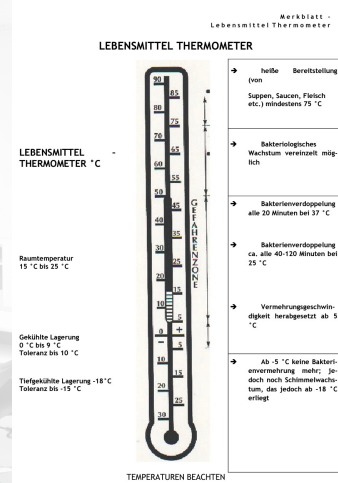 Merkblatt -
Lebensmittel Thermometer
LEBENSMITTEL THERMOMETER
LEBENSMITTEL -
THERMOMETER °C
Raumtemperatur
15 °C bis 25 °C
Gekühlte Lagerung
0 °C bis 9 °C
Toleranz bis 10 °C
Tiefgekühlte Lagerung -18°C
Toleranz bis -15 °C
90
85
80
75
70
65
60
55
50
45
40
35
30
25
20
15
10
5
0 +
- 5
10
15
20
25
30
GEFAHRENZONE
→ heiße Bereitstellung
(von
Suppen, Saucen, Fleisch
etc.) mindestens 75 °C
→ Bakteriologisches
Wachstum vereinzelt mög-
lich
→ Bakterienverdoppelung
alle 20 Minuten bei 37 °C
→ Bakterienverdoppelung
ca. alle 40-120 Minuten bei
25 °C
→ Vermehrungsgeschwin-
digkeit herabgesetzt ab 5
°C
→ Ab -5 °C keine Bakteri-
envermehrung mehr; je-
doch noch Schimmelwachs-
tum, das jedoch ab -18 °C
erliegt
TEMPERATUREN BEACHTEN